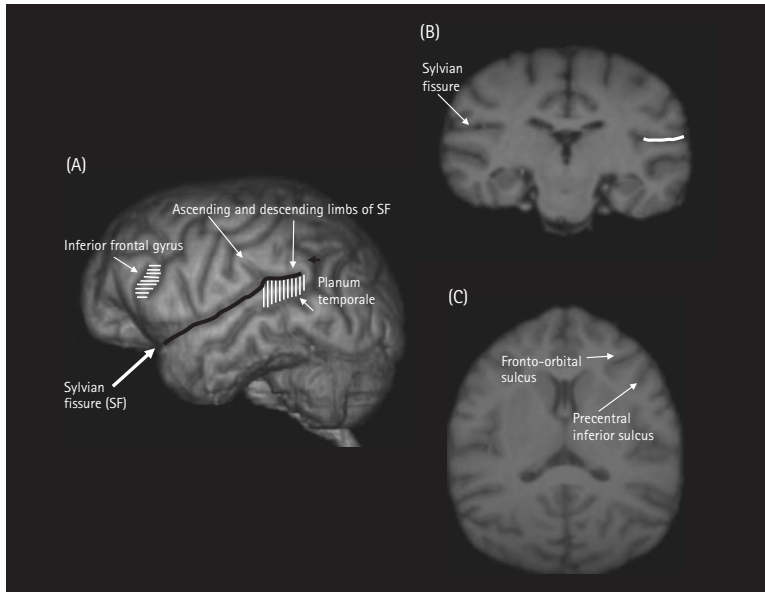 (A)
Ascending and descending limbs of SF
Inferior frontal gyrus
Planum
temporale
Sylvian
fissure (SF)
(B)
Sylvian
fissure
(C)
Fronto-orbital
sulcus
Precentral
inferior sulcus